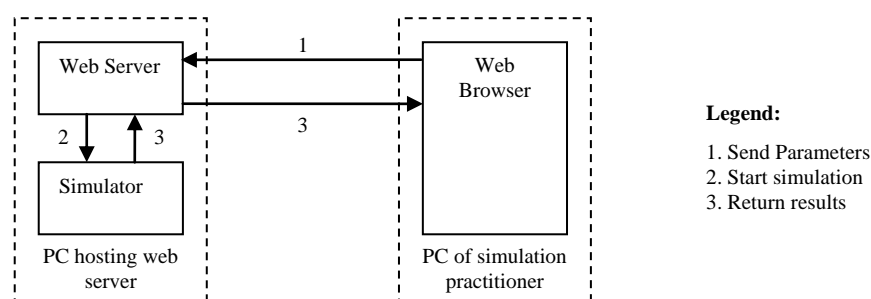 1
Web Server
Web
Browser
3
2
3
Simulator
PC hosting web
server
PC of simulation
practitioner
Legend:
1. Send Parameters
2. Start simulation
3. Return results